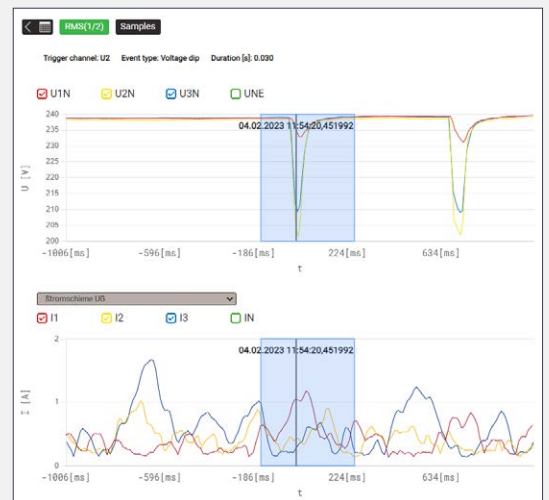 RMS(1/2) Samples
Trigger channel: U2 Event type: Voltage dip Duration [s]: 0.030
U1N U2N U3N UNE
240
04.02.2023 11:54:20,451992
235
230
225
U [V]
220
215
210
205
200
-1006[ms] -596[ms] -186[ms] 224[ms] 634[ms]
t
Stromschiene UG
I1 I2 I3 IN
2
04.02.2023 11:54:20,451992
I [A]
1
0
-1006[ms] -596[ms] -186[ms] 224[ms] 634[ms]
t